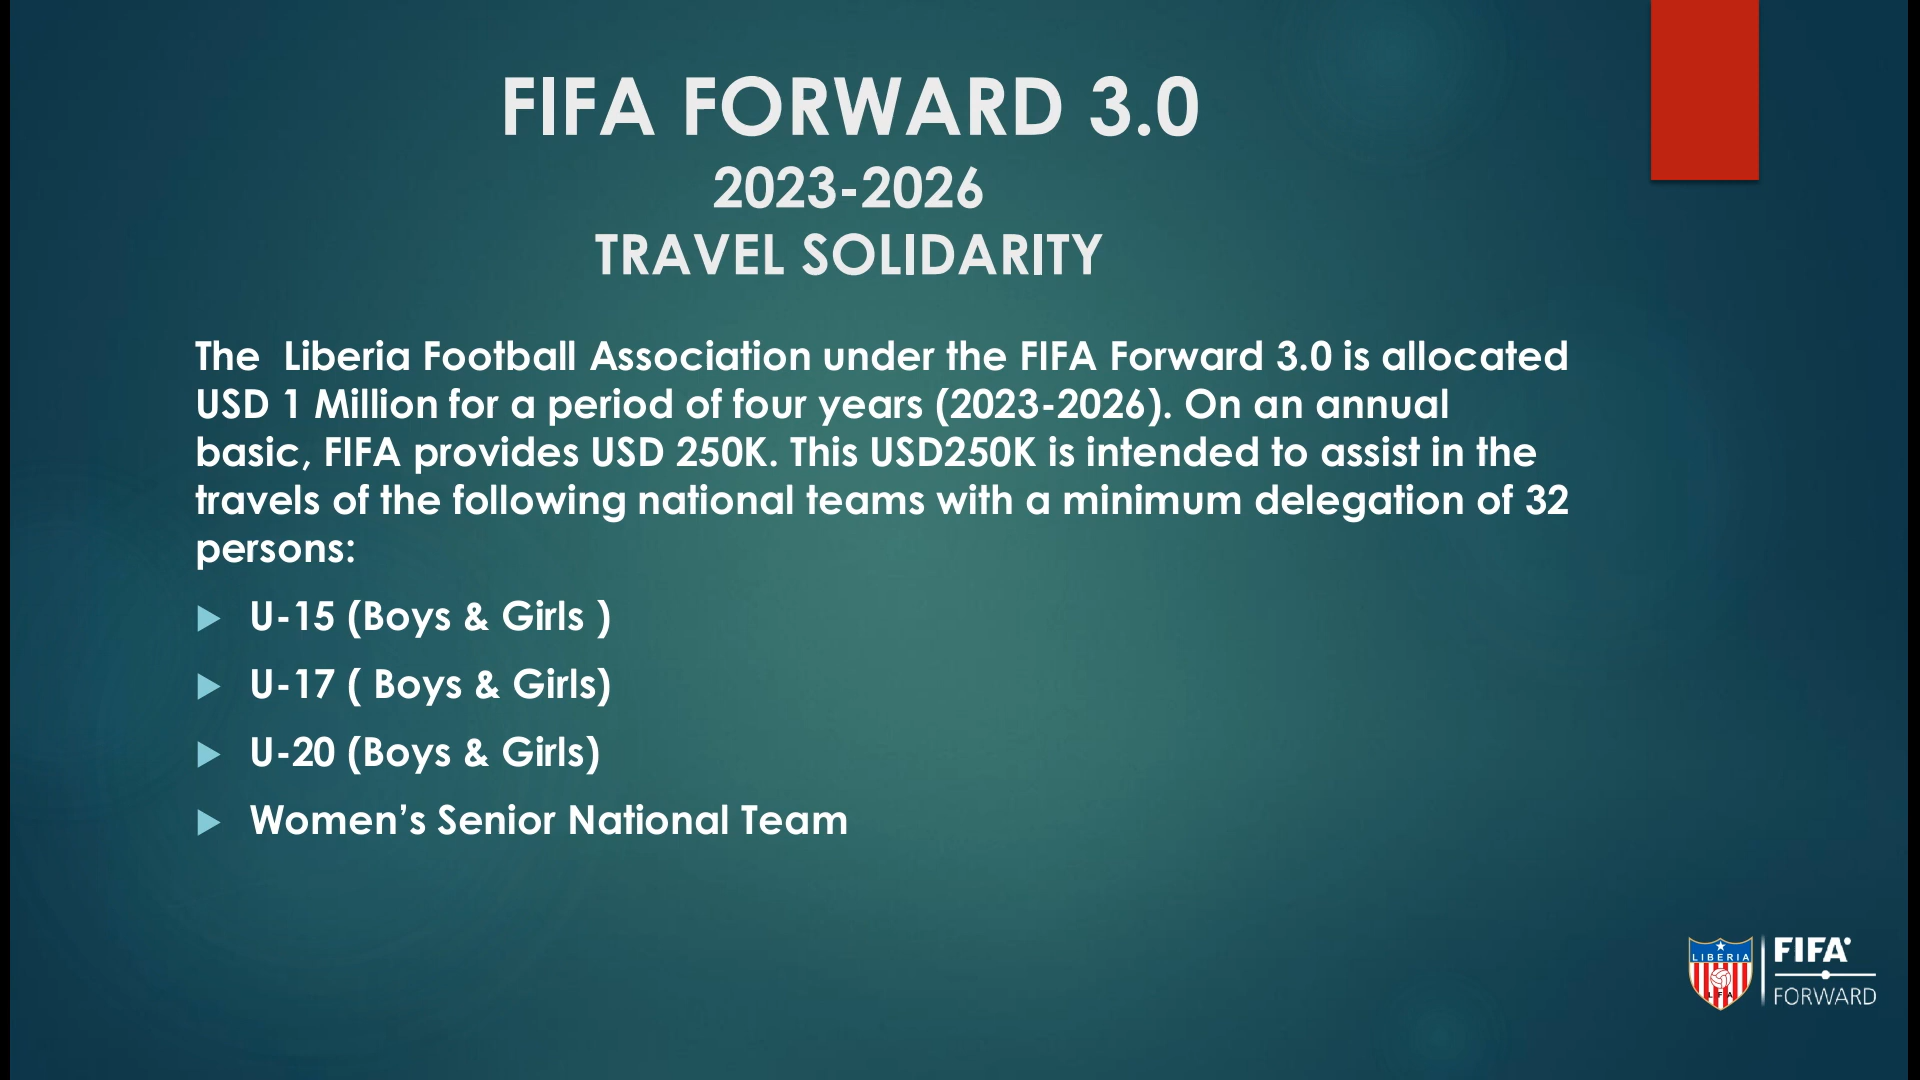 FIFA FORWARD 3.0
2023-2026
TRAVEL SOLIDARITY
The  Liberia Football Association under the FIFA Forward 3.0 is allocated
USD 1 Million for a period of four years (2023-2026). On an annual
basic, FIFA provides USD 250K. This USD250K is intended to assist in the
travels of the following national teams with a minimum delegation of 32
persons:
U-15 (Boys & Girls )
U-17 ( Boys & Girls)
U-20 (Boys & Girls)
Women’s Senior National Team
LIBERIA
LFA
FIFA
FORWARD